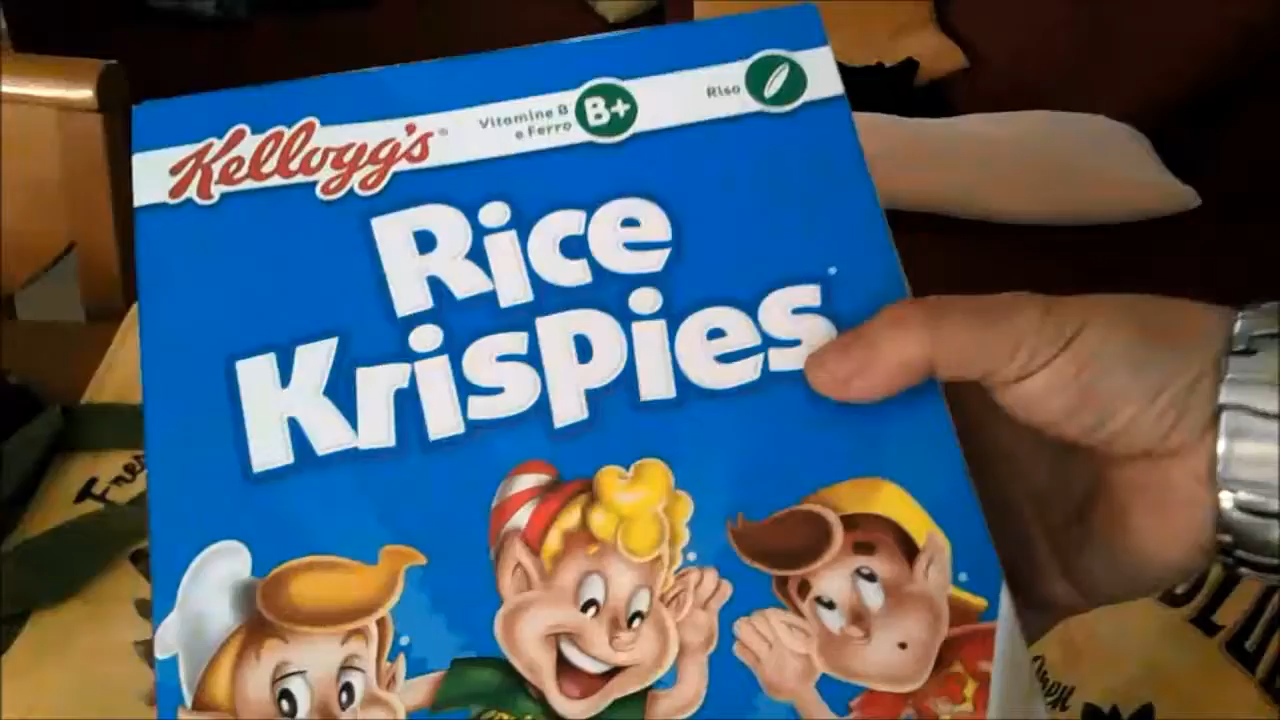 Kellogg's®
Vitamine B
e Ferro
B+
Riso
Rice
Krispies